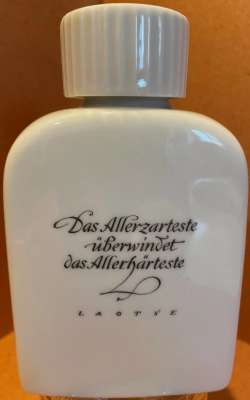 Das Allerzarteste
überwindet
das Allerhärteste
LAOTSE